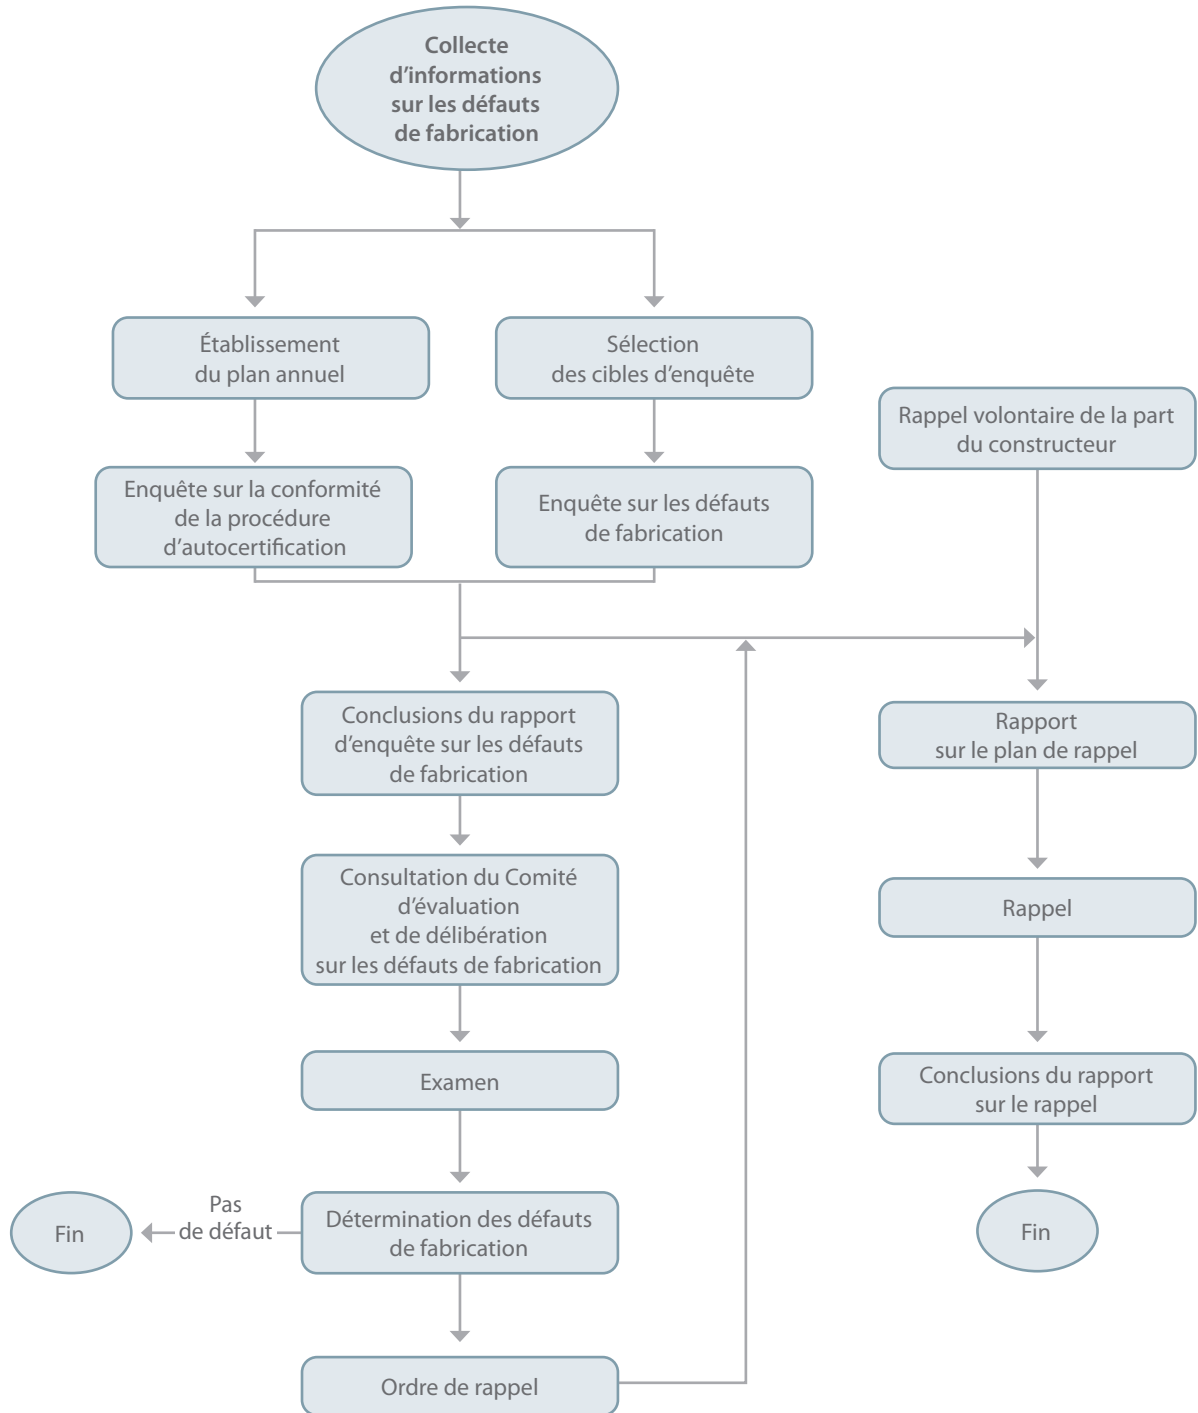 Collecte
d'informations
sur les défauts
de fabrication
Établissement
du plan annuel
Sélection
des cibles d'enquête
Rappel volontaire de la part
du constructeur
Enquête sur la conformité
de la procédure
d'autocertification
Enquête sur les défauts
de fabrication
Conclusions du rapport
d'enquête sur les défauts
de fabrication
Rapport
sur le plan de rappel
Consultation du Comité
d'évaluation
et de délibération
sur les défauts de fabrication
Rappel
Examen
Conclusions du rapport
sur le rappel
Pas
de défaut
Fin
Détermination des défauts
de fabrication
Fin
Ordre de rappel